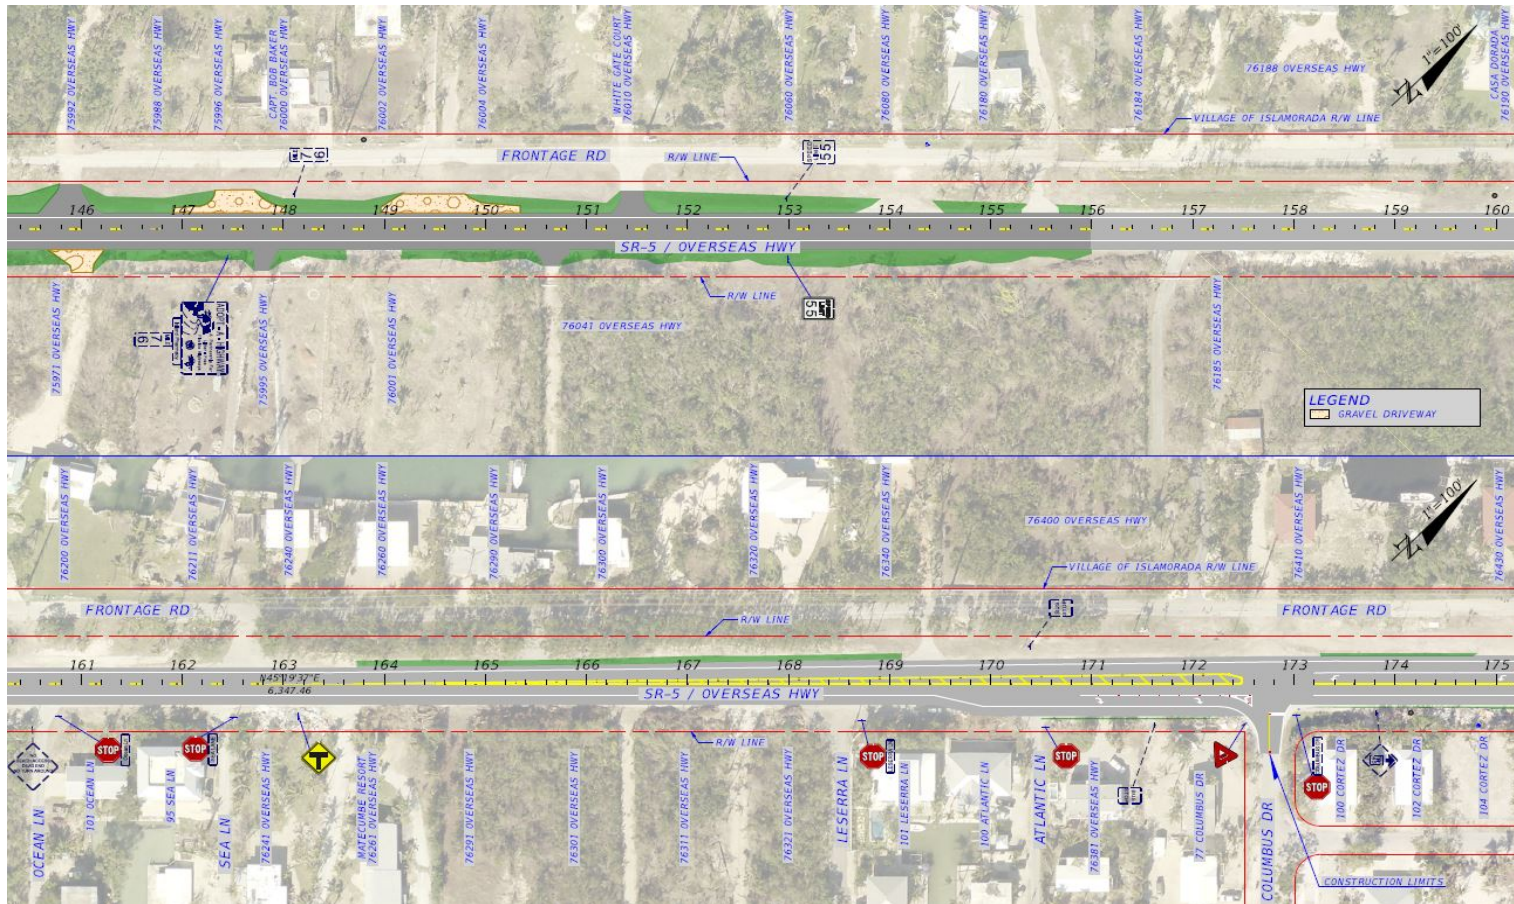 75992 OVERSEAS HWY
75988 OVERSEAS HWY
75996 OVERSEAS HWY
CAPT. BOB BAKER
76000 OVERSEAS HWY
76002 OVERSEAS HWY
76004 OVERSEAS HWY
WHITE GATE COURT
76010 OVERSEAS HWY
76060 OVERSEAS HWY
76080 OVERSEAS HWY
76180 OVERSEAS HWY
76184 OVERSEAS HWY
76188 OVERSEAS HWY
CASA DORADA
76190 OVERSEAS HWY
1"=100'
N
VILLAGE OF ISLAMORADA R/W LINE
76
FRONTAGE RD
R/W LINE
SPEED
LIMIT
55
146 147 148 149 150 151 152 153 154 155 156 157 158 159 160
SR-5 / OVERSEAS HWY
R/W LINE
55
76041 OVERSEAS HWY
75971 OVERSEAS HWY
76
ADOPT A HIGHWAY
75995 OVERSEAS HWY
76001 OVERSEAS HWY
76185 OVERSEAS HWY
LEGEND
GRAVEL DRIVEWAY
76200 OVERSEAS HWY
76211 OVERSEAS HWY
76240 OVERSEAS HWY
76260 OVERSEAS HWY
76290 OVERSEAS HWY
76300 OVERSEAS HWY
76320 OVERSEAS HWY
76340 OVERSEAS HWY
76400 OVERSEAS HWY
76410 OVERSEAS HWY
76430 OVERSEAS HWY
1"=100'
N
VILLAGE OF ISLAMORADA R/W LINE
FRONTAGE RD
R/W LINE
FRONTAGE RD
161 162 163 164 165 166 167 168 169 170 171 172 173 174 175
N45°19'37"E
6,347.46
SR-5 / OVERSEAS HWY
R/W LINE
OCEAN LN
101 OCEAN LN
STOP
95 SEA LN
STOP
SEA LN
76241 OVERSEAS HWY
MATECUMBE RESORT
76261 OVERSEAS HWY
76291 OVERSEAS HWY
76301 OVERSEAS HWY
76311 OVERSEAS HWY
76321 OVERSEAS HWY
LESERRA LN
STOP
101 LESERRA LN
100 ATLANTIC LN
ATLANTIC LN
STOP
76381 OVERSEAS HWY
77 COLUMBUS DR
COLUMBUS DR
STOP
100 CORTEZ DR
102 CORTEZ DR
104 CORTEZ DR
CONSTRUCTION LIMITS